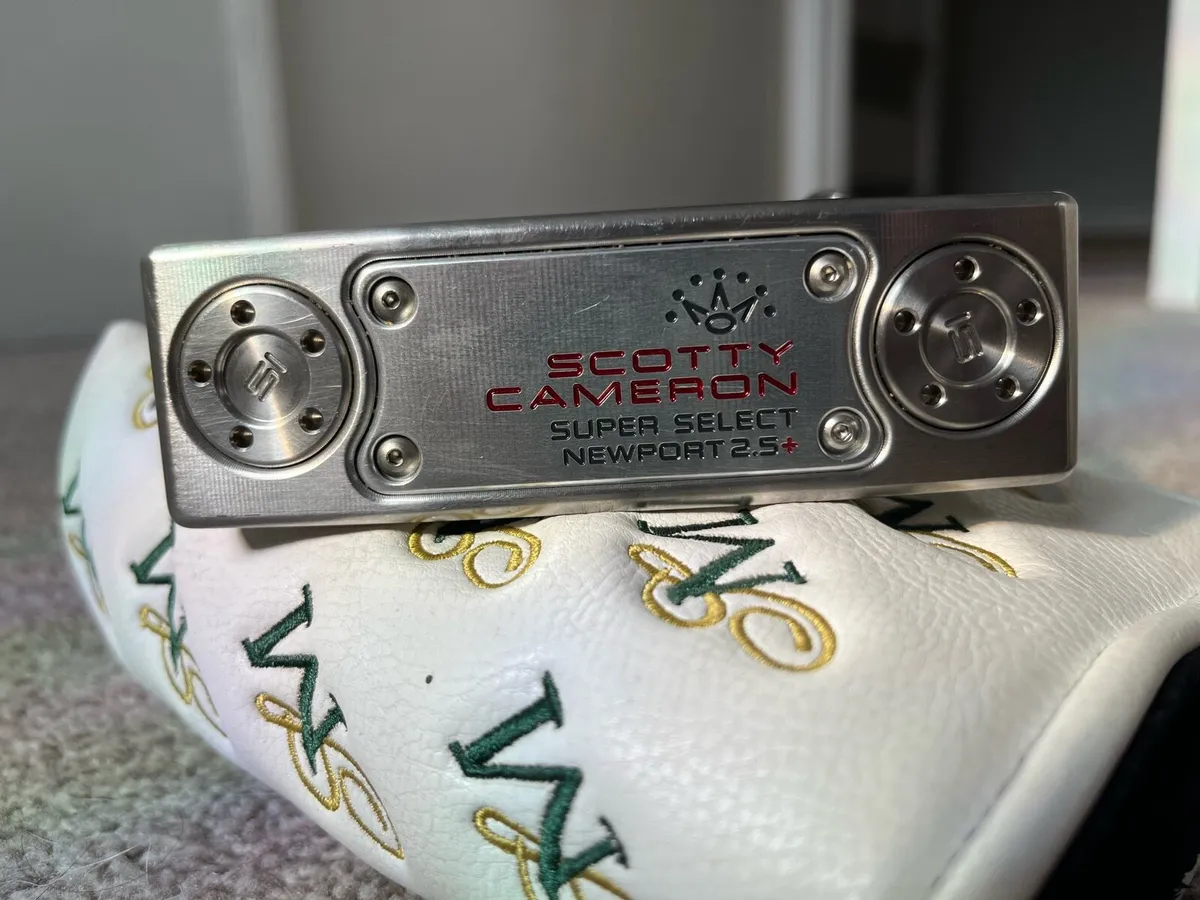 SCOTTY
CAMERON
SUPER SELECT
NEWPORT 2.5+